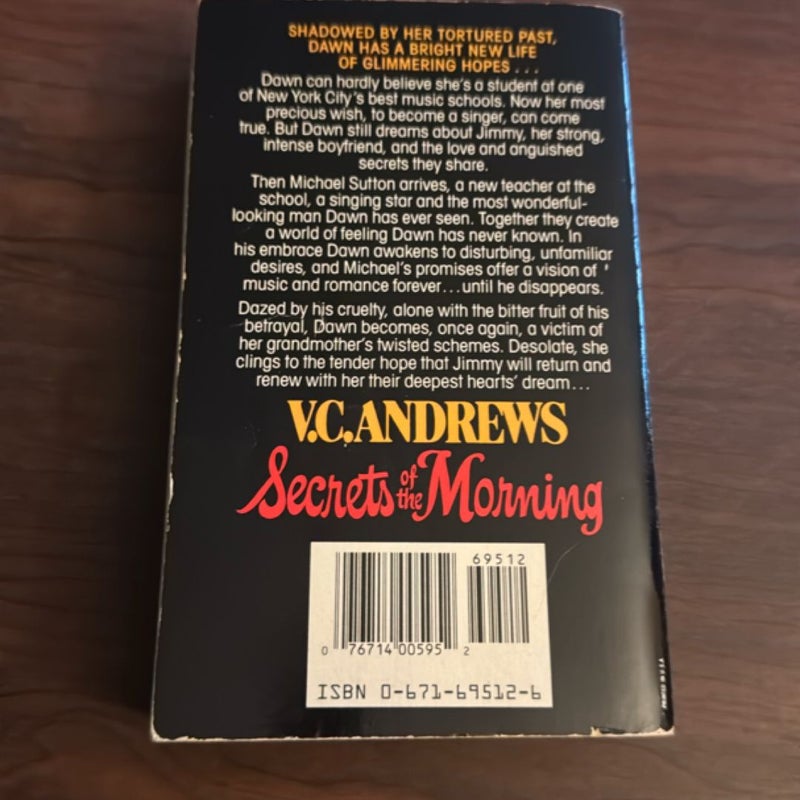 SHADOWED BY HER TORTURED PAST,
DAWN HAS A BRIGHT NEW LIFE
OF GLIMMERING HOPES...
Dawn can hardly believe she's a student at one
of New York City's best music schools. Now her most
precious wish, to become a singer, can come
true. But Dawn still dreams about Jimmy, her strong,
intense boyfriend, and the love and anguished
secrets they share.
Then Michael Sutton arrives, a new teacher at the
school, a singing star and the most wonderful-
looking man Dawn has ever seen. Together they create
a world of feeling Dawn has never known. In
his embrace Dawn awakens to disturbing, unfamiliar
desires, and Michael's promises offer a vision of
music and romance forever...until he disappears.
Dazed by his cruelty, alone with the bitter fruit of his
betrayal, Dawn becomes, once again, a victim of
her grandmother's twisted schemes. Desolate, she
clings to the tender hope that Jimmy will return and
renew with her their deepest hearts' dream...
V.C. ANDREWS
Secrets of the Morning
69512
0 76714 00595 2
ISBN 0-671-69512-6